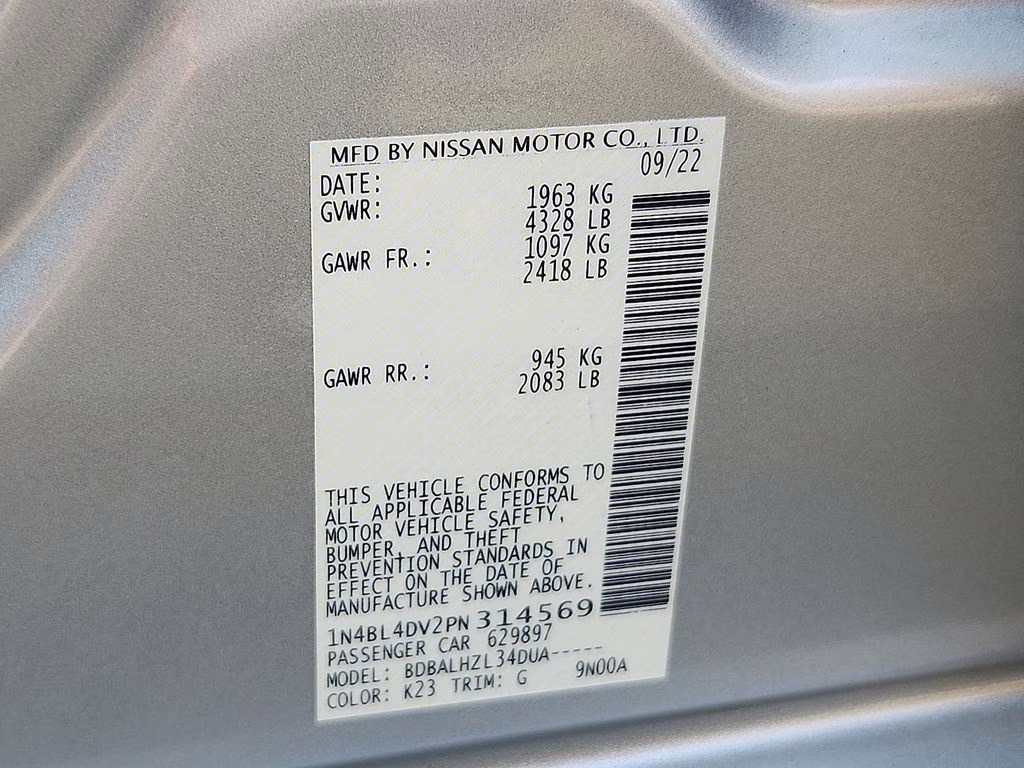 MFD BY NISSAN MOTOR CO., LTD.
DATE: 09/22
GVWR: 1963 KG
4328 LB
GAWR FR.: 1097 KG
2418 LB
GAWR RR.: 945 KG
2083 LB
THIS VEHICLE CONFORMS TO
ALL APPLICABLE FEDERAL
MOTOR VEHICLE SAFETY,
BUMPER, AND THEFT
PREVENTION STANDARDS IN
EFFECT ON THE DATE OF
MANUFACTURE SHOWN ABOVE.
1N4BL4DV2PN 314569
PASSENGER CAR 629897
MODEL: BDBALHZL34DUA-----
COLOR: K23 TRIM: G 9N00A